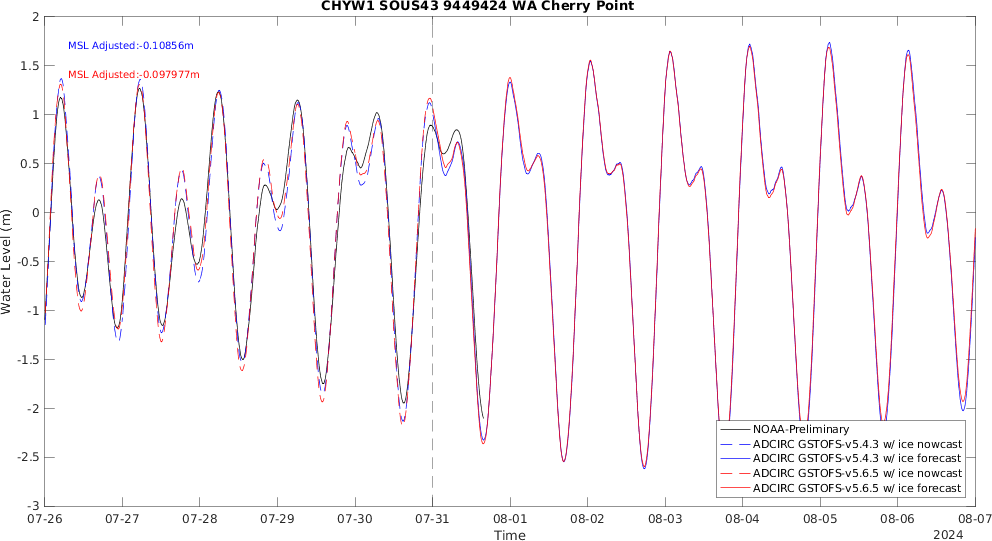 CHYW1 SOUS43 9449424 WA Cherry Point
MSL Adjusted:-0.10856m
MSL Adjusted:-0.097977m
Water Level (m)
2
1.5
1
0.5
0
-0.5
-1
-1.5
-2
-2.5
-3
NOAA-Preliminary
ADCIRC GSTOFS-v5.4.3 w/ ice nowcast
ADCIRC GSTOFS-v5.4.3 w/ ice forecast
ADCIRC GSTOFS-v5.6.5 w/ ice nowcast
ADCIRC GSTOFS-v5.6.5 w/ ice forecast
07-26 07-27 07-28 07-29 07-30 07-31 08-01 08-02 08-03 08-04 08-05 08-06 08-07
Time
2024